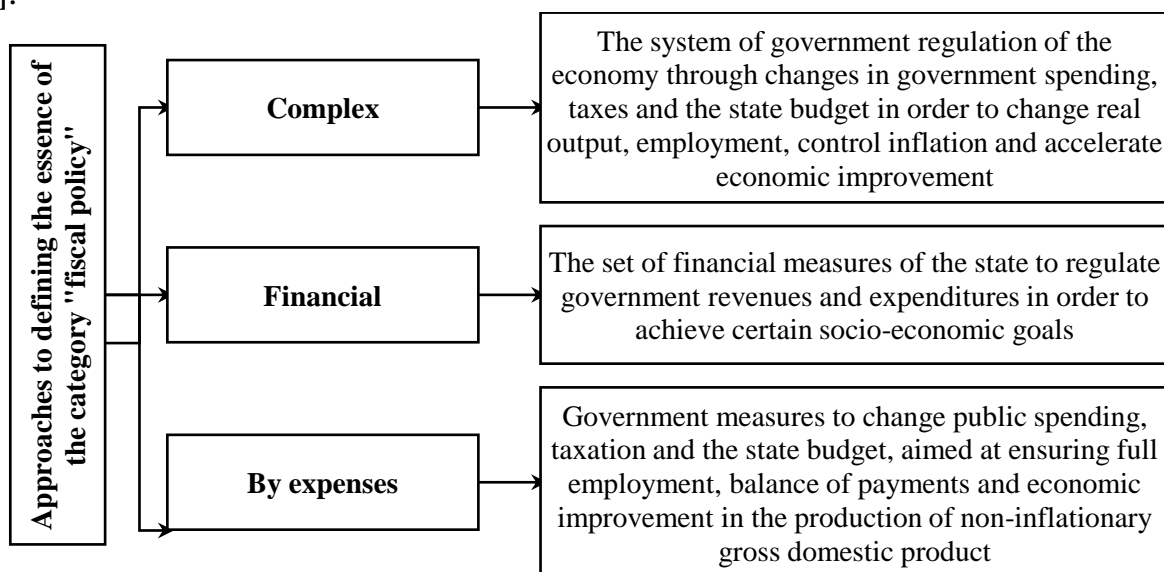 ].
Approaches to defining the essence of
the category "fiscal policy"
Complex
The system of government regulation of the
economy through changes in government spending,
taxes and the state budget in order to change real
output, employment, control inflation and accelerate
economic improvement
Financial
The set of financial measures of the state to regulate
government revenues and expenditures in order to
achieve certain socio-economic goals
By expenses
Government measures to change public spending,
taxation and the state budget, aimed at ensuring full
employment, balance of payments and economic
improvement in the production of non-inflationary
gross domestic product